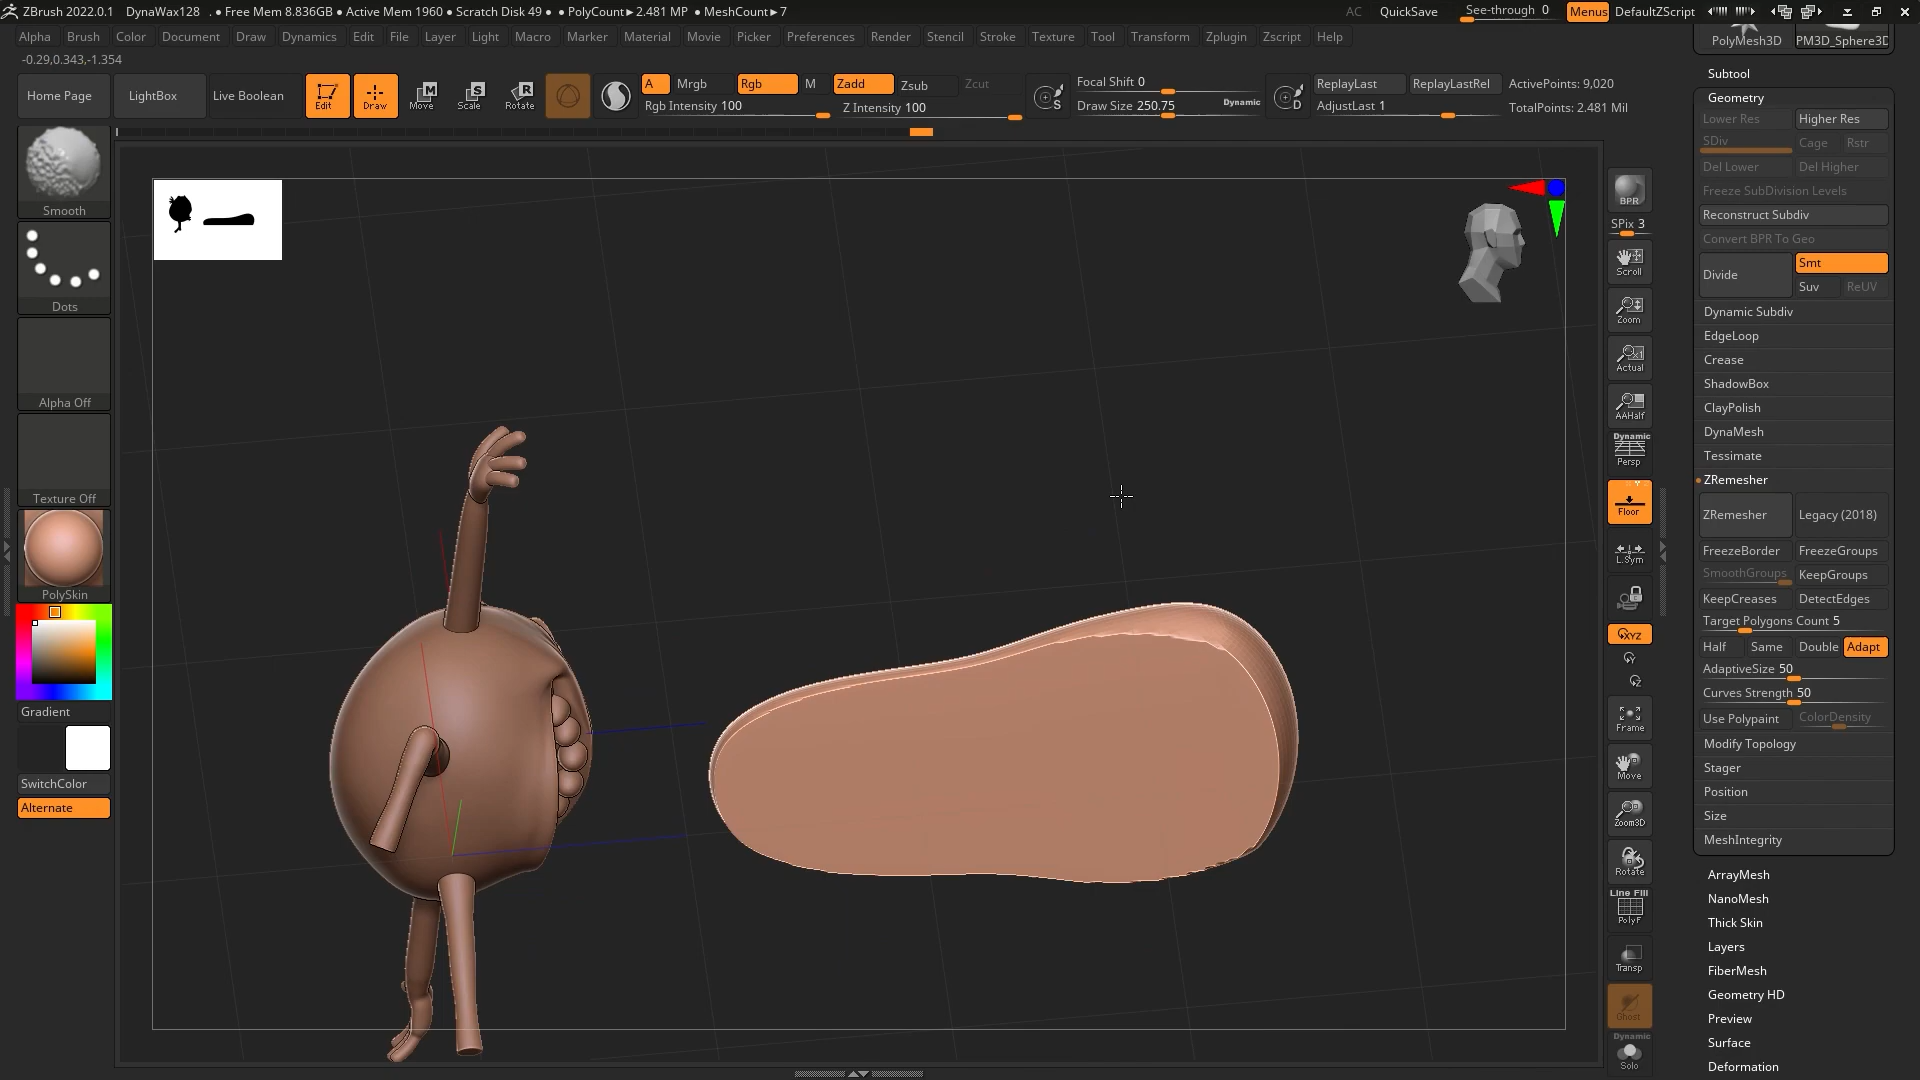 ZBrush 2022.0.1 DynaWax128 . ● Free Mem 8.836GB ● Active Mem 1960 ● Scratch Disk 49 ● ● PolyCount► 2.481 MP ● MeshCount► 7 AC QuickSave See-through 0 Menus DefaultZScript
Alpha Brush Color Document Draw Dynamics Edit File Layer Light Macro Marker Material Movie Picker Preferences Render Stencil Stroke Texture Tool Transform Zplugin Zscript Help
PolyMesh3D PM3D_Sphere3D
-0.29,0.343,-1.354
Home Page LightBox Live Boolean Edit Draw Move Scale Rotate
M S R
A Mrgb Rgb M Zadd Zsub Zcut
Rgb Intensity 100 Z Intensity 100
S Focal Shift 0
Draw Size 250.75 Dynamic
D ReplayLast ReplayLastRel ActivePoints: 9,020
AdjustLast 1 TotalPoints: 2.481 Mil
Smooth
Dots
Alpha Off
Texture Off
PolySkin
Gradient
SwitchColor
Alternate
BPR
SPix 3
Scroll
Zoom
Actual
AAHalf
Dynamic
Persp
Floor
L.Sym
XYZ
Y
Z
Frame
Move
Zoom3D
Rotate
Line Fill
PolyF
Transp
Ghost
Dynamic
Solo
Subtool
Geometry
Lower Res Higher Res
SDiv Cage Rstr
Del Lower Del Higher
Freeze SubDivision Levels
Reconstruct Subdiv
Convert BPR To Geo
Divide Smt
Suv ReUV
Dynamic Subdiv
EdgeLoop
Crease
ShadowBox
ClayPolish
DynaMesh
Tessimate
ZRemesher
ZRemesher Legacy (2018)
FreezeBorder FreezeGroups
SmoothGroups KeepGroups
KeepCreases DetectEdges
Target Polygons Count 5
Half Same Double Adapt
AdaptiveSize 50
Curves Strength 50
Use Polypaint ColorDensity
Modify Topology
Stager
Position
Size
MeshIntegrity
ArrayMesh
NanoMesh
Thick Skin
Layers
FiberMesh
Geometry HD
Preview
Surface
Deformation